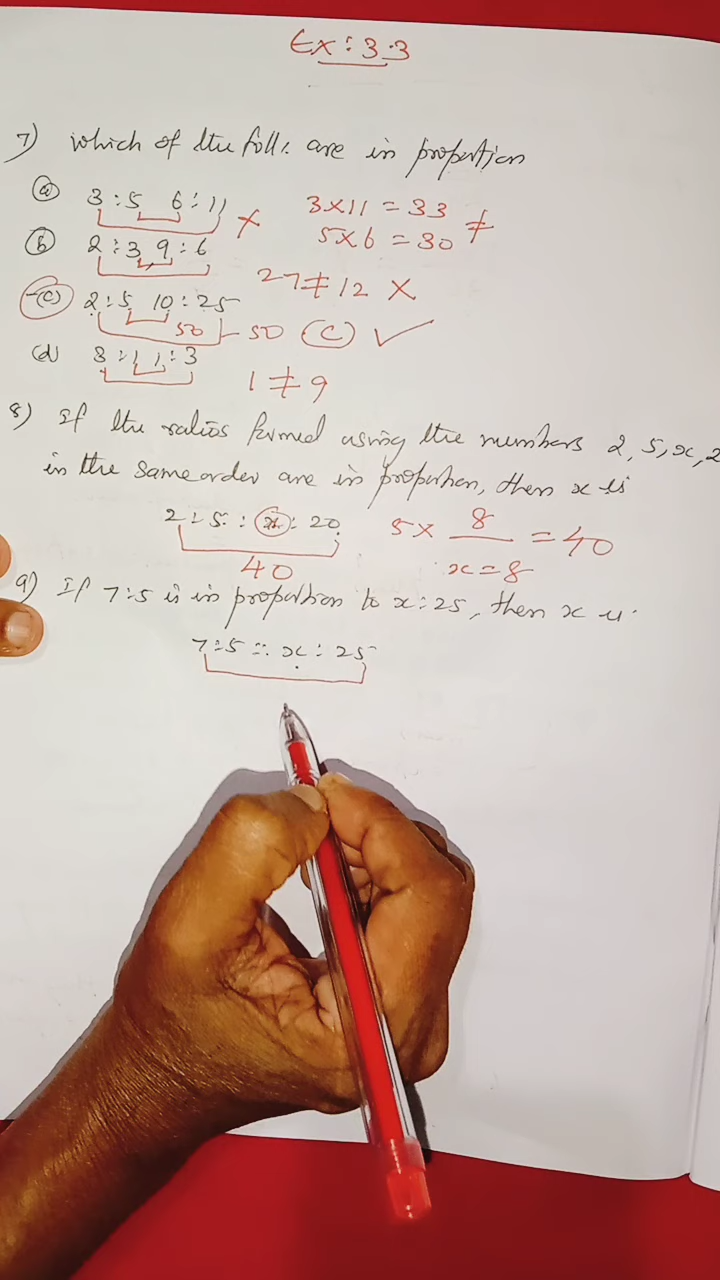 Ex: 3.3
7) which of the foll: are in proportion
(a) 3:5 6:11 × 3×11 = 33
5×6 = 30 ≠
(b) 2:3, 9:6
27 ≠ 12 ×
(c) 2:5 10:25
50 50 (C) ✓
(d) 3:1 1:3
1 ≠ 9
8) If the ratios formed using the numbers 2, 5, x, 2
in the same order are in proportion, then x is
2:5 :: x: 20 5 × 8 = 40
40 x = 8
9) If 7:5 is in proportion to x:25, then x is
7:5 :: x: 25